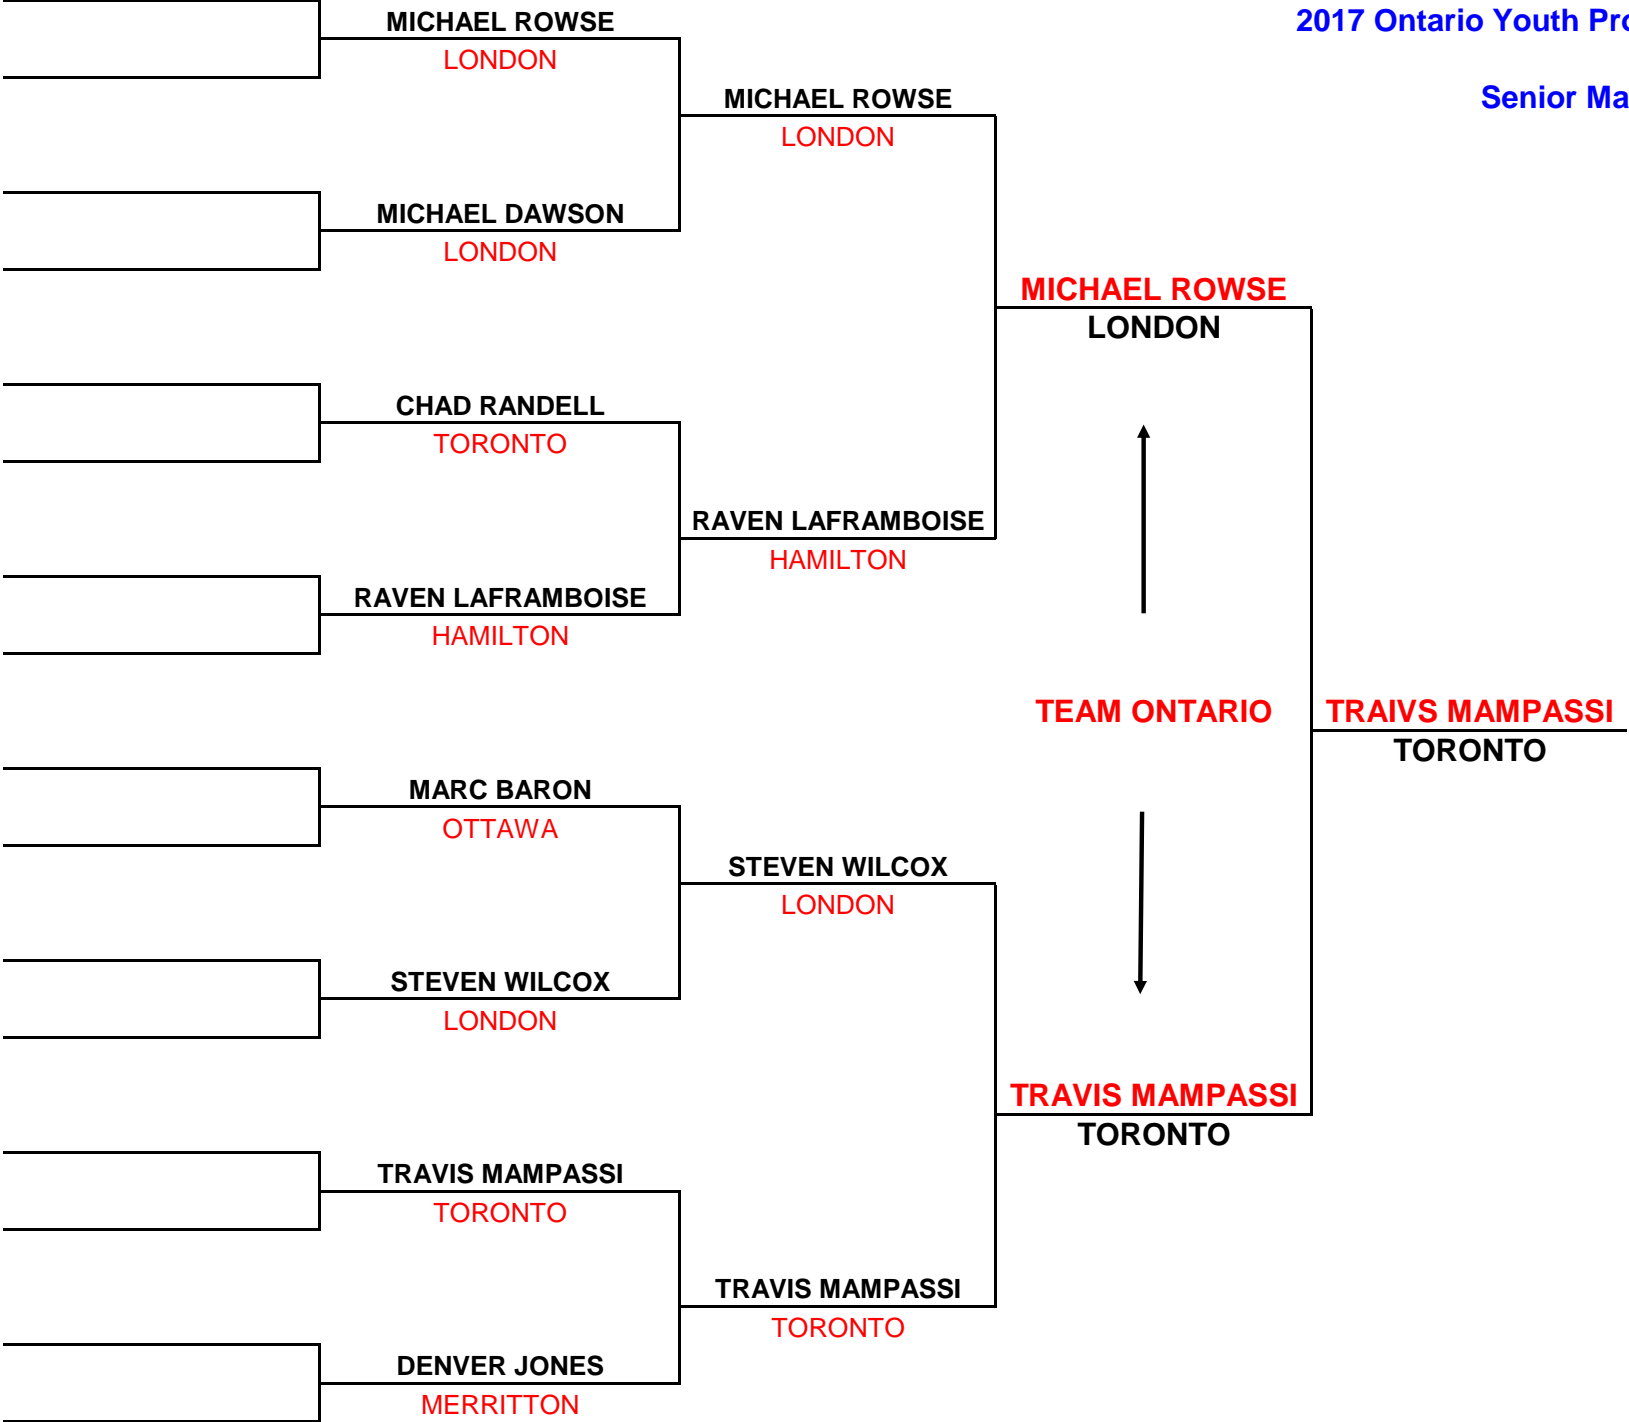 2017 Ontario Youth Pro
Senior Ma
MICHAEL ROWSE
LONDON
MICHAEL ROWSE
LONDON
MICHAEL DAWSON
LONDON
MICHAEL ROWSE
LONDON
CHAD RANDELL
TORONTO
RAVEN LAFRAMBOISE
HAMILTON
RAVEN LAFRAMBOISE
HAMILTON
TEAM ONTARIO
TRAIVS MAMPASSI
TORONTO
MARC BARON
OTTAWA
STEVEN WILCOX
LONDON
STEVEN WILCOX
LONDON
TRAVIS MAMPASSI
TORONTO
TRAVIS MAMPASSI
TORONTO
TRAVIS MAMPASSI
TORONTO
DENVER JONES
MERRITTON